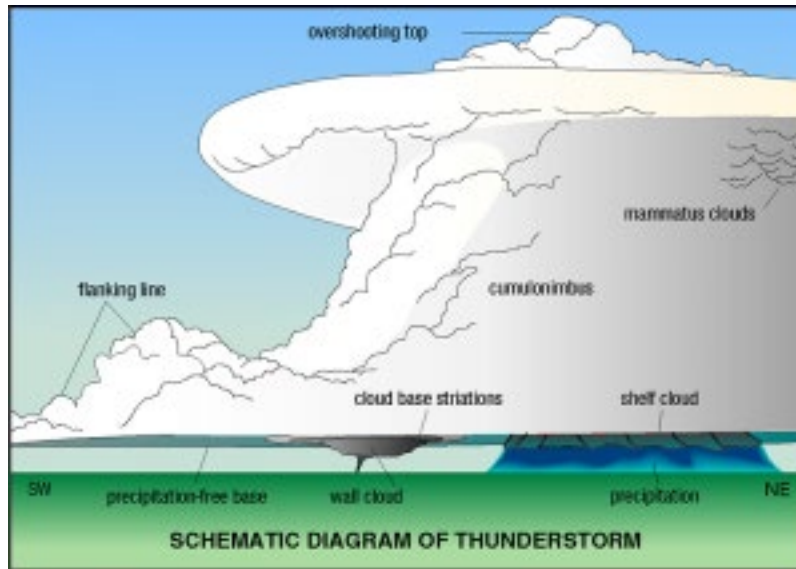 overshooting top
mammatus clouds
flanking line
cumulonimbus
cloud base striations
shelf cloud
SW
precipitation-free base
wall cloud
precipitation
NE
SCHEMATIC DIAGRAM OF THUNDERSTORM